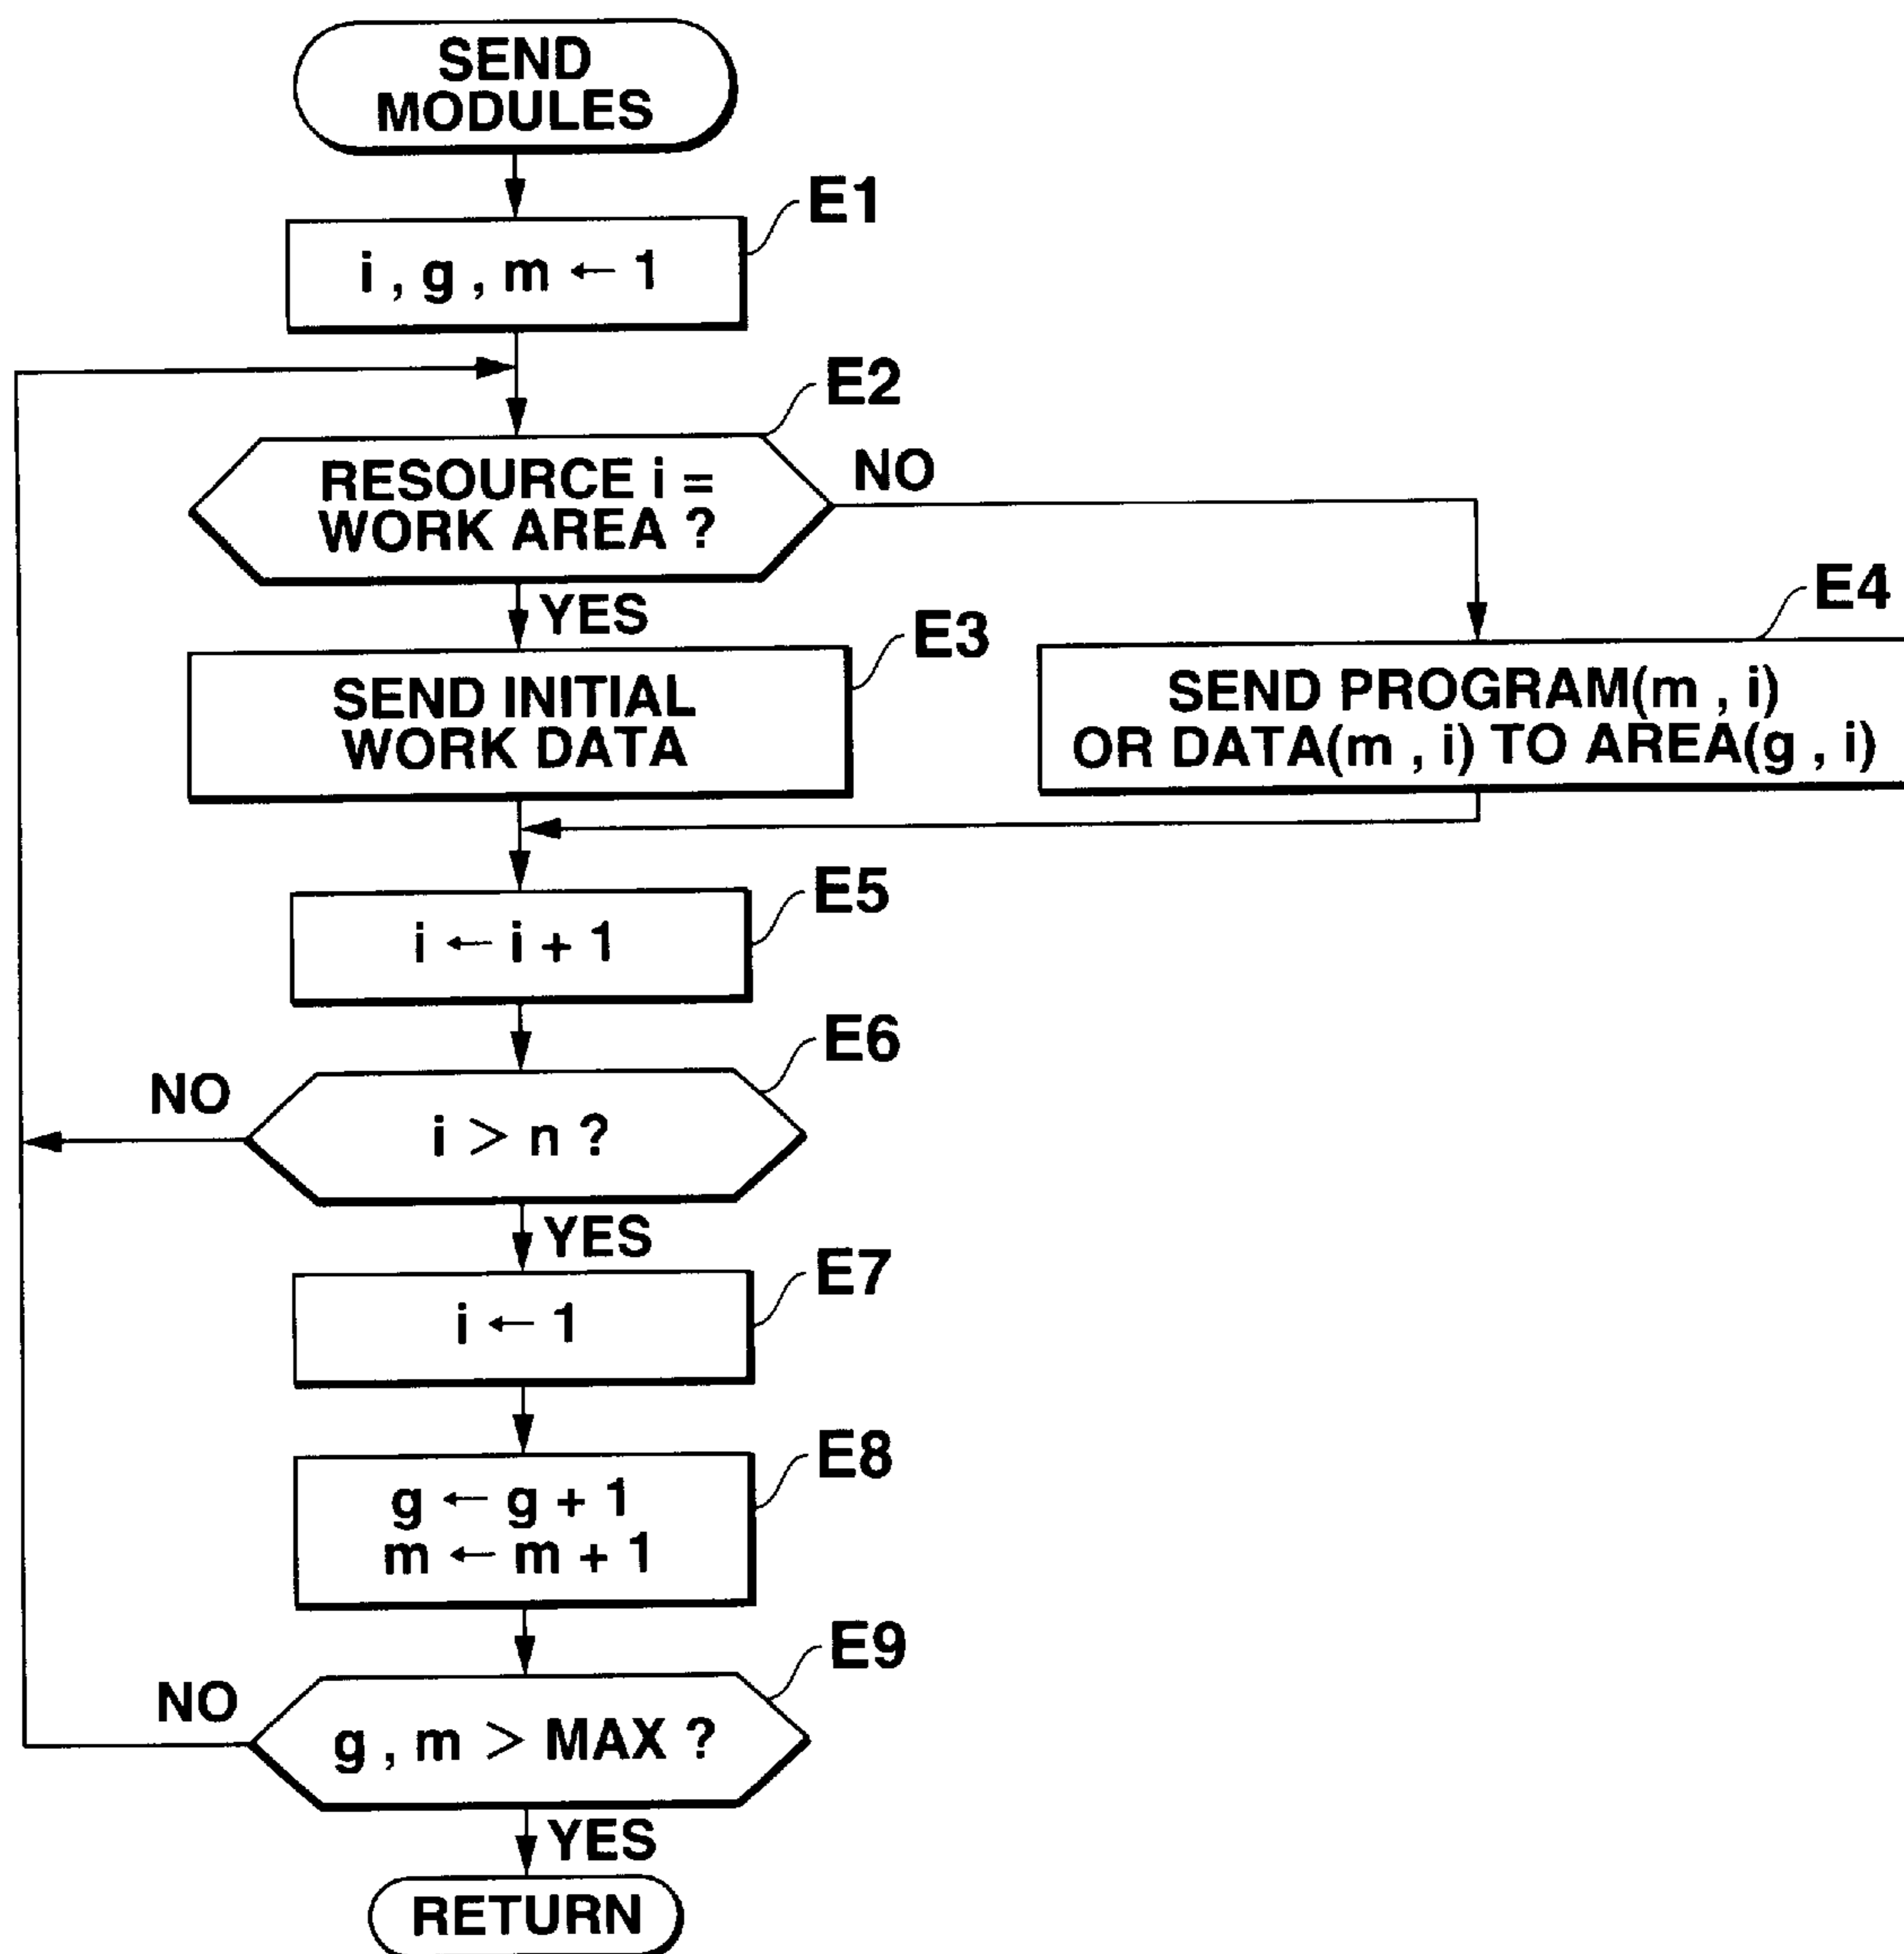 SEND
MODULES
E1
i , g , m ← 1
E2
RESOURCE i =
WORK AREA ?
NO
YES
E3
SEND INITIAL
WORK DATA
E4
SEND PROGRAM(m , i)
OR DATA(m , i) TO AREA(g , i)
E5
i ← i + 1
E6
NO
i > n ?
YES
E7
i ← 1
E8
g ← g + 1
m ← m + 1
E9
NO
g , m > MAX ?
YES
RETURN